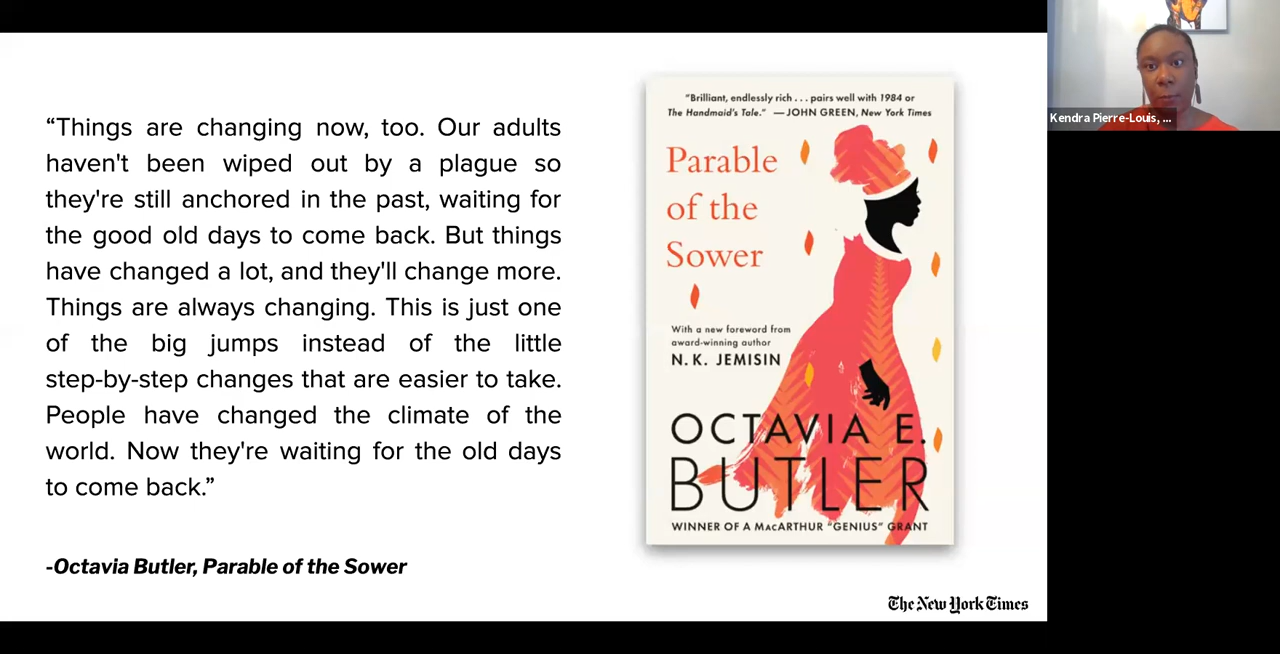 “Things are changing now, too. Our adults
haven't been wiped out by a plague so
they're still anchored in the past, waiting for
the good old days to come back. But things
have changed a lot, and they'll change more.
Things are always changing. This is just one
of the big jumps instead of the little
step-by-step changes that are easier to take.
People have changed the climate of the
world. Now they're waiting for the old days
to come back.”
-Octavia Butler, Parable of the Sower
“Brilliant, endlessly rich . . . pairs well with 1984 or
The Handmaid's Tale.” —JOHN GREEN, New York Times
Parable
of the
Sower
With a new foreword from
award-winning author
N. K. JEMISIN
OCTAVIA E.
BUTLER
WINNER OF A MacARTHUR “GENIUS” GRANT
The New York Times
Kendra Pierre-Louis, ...